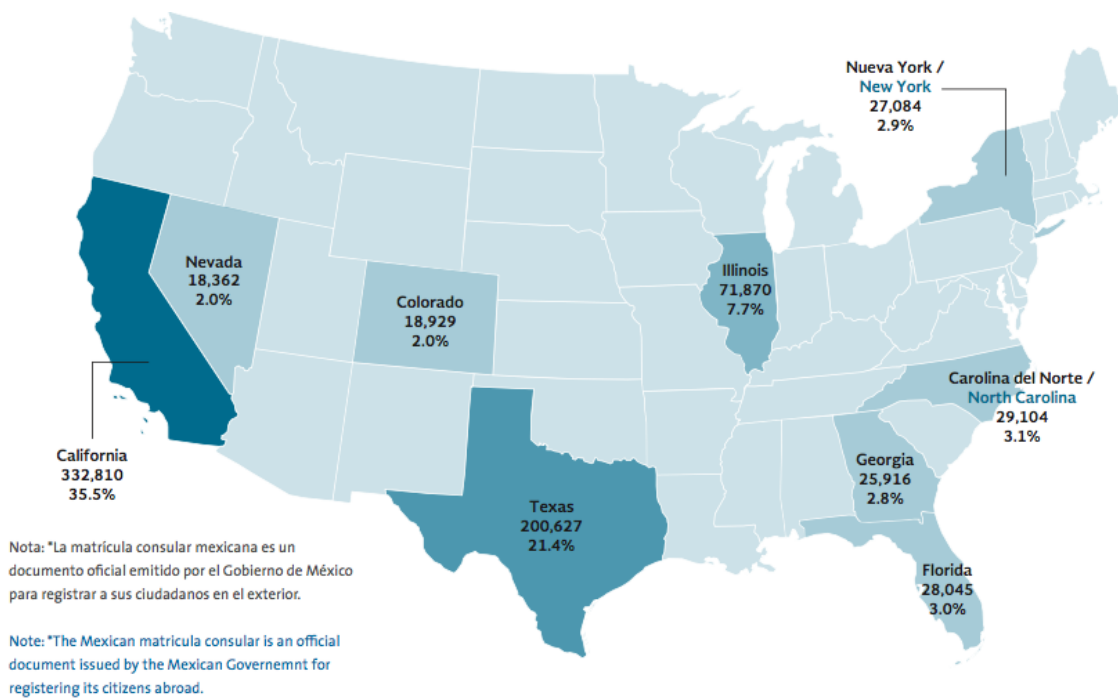 Nueva York /
New York
27,084
2.9%
Nevada
18,362
2.0%
Colorado
18,929
2.0%
Illinois
71,870
7.7%
Carolina del Norte /
North Carolina
29,104
3.1%
California
332,810
35.5%
Georgia
25,916
2.8%
Texas
200,627
21.4%
Florida
28,045
3.0%
Nota: *La matrícula consular mexicana es un
documento oficial emitido por el Gobierno de México
para registrar a sus ciudadanos en el exterior.
Note: *The Mexican matricula consular is an official
document issued by the Mexican Governemnt for
registering its citizens abroad.